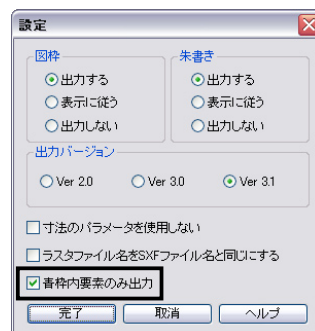 設定
図枠
出力する
表示に従う
出力しない
朱書き
出力する
表示に従う
出力しない
出力バージョン
Ver 2.0 Ver 3.0 Ver 3.1
寸法のパラメータを使用しない
ラスタファイル名をSXFファイル名と同じにする
青枠内要素のみ出力
完了 取消 ヘルプ